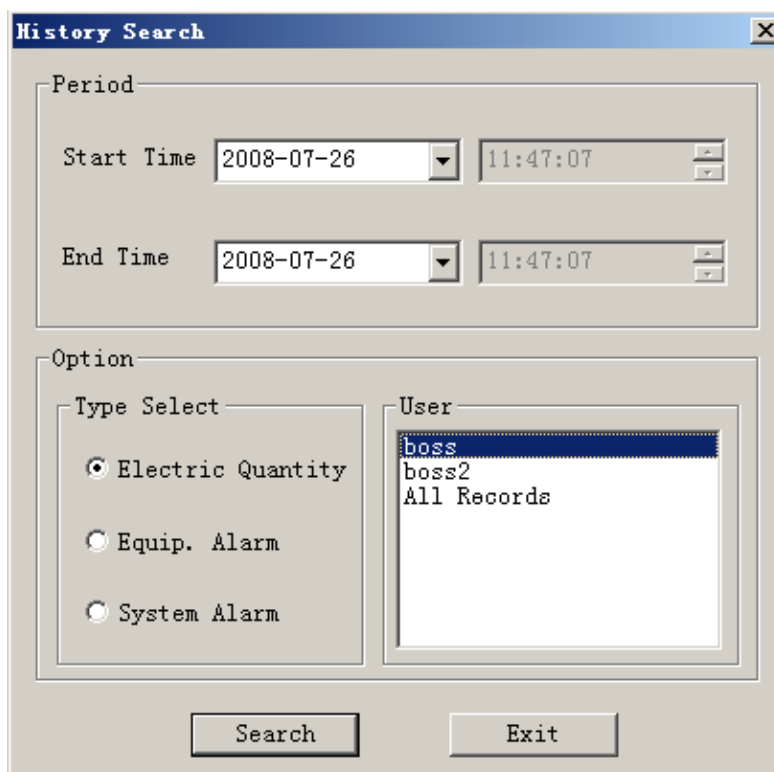 History Search
Period
Start Time 2008-07-26 11:47:07
End Time 2008-07-26 11:47:07
Option
Type Select
Electric Quantity
Equip. Alarm
System Alarm
User
boss
boss2
All Records
Search Exit